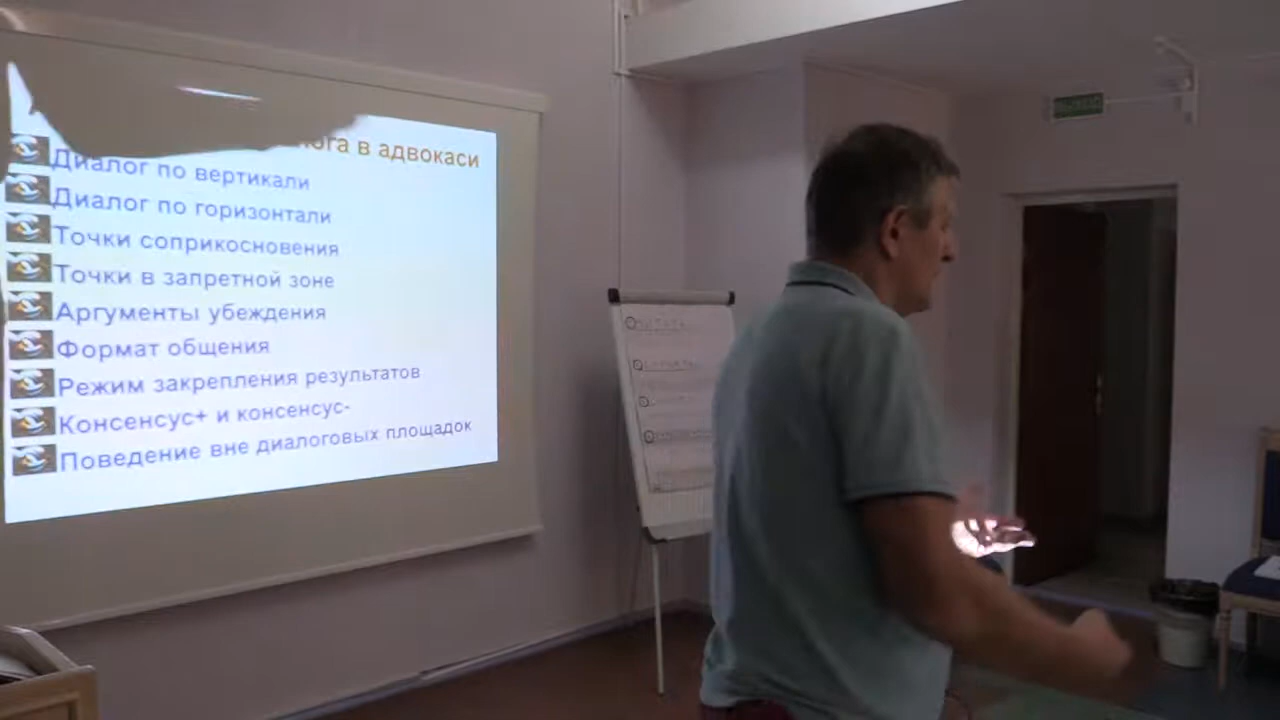 в адвокаси
Диалог по вертикали
Диалог по горизонтали
Точки соприкосновения
Точки в запретной зоне
Аргументы убеждения
Формат общения
Режим закрепления результатов
Консенсус+ и консенсус-
Поведение вне диалоговых площадок